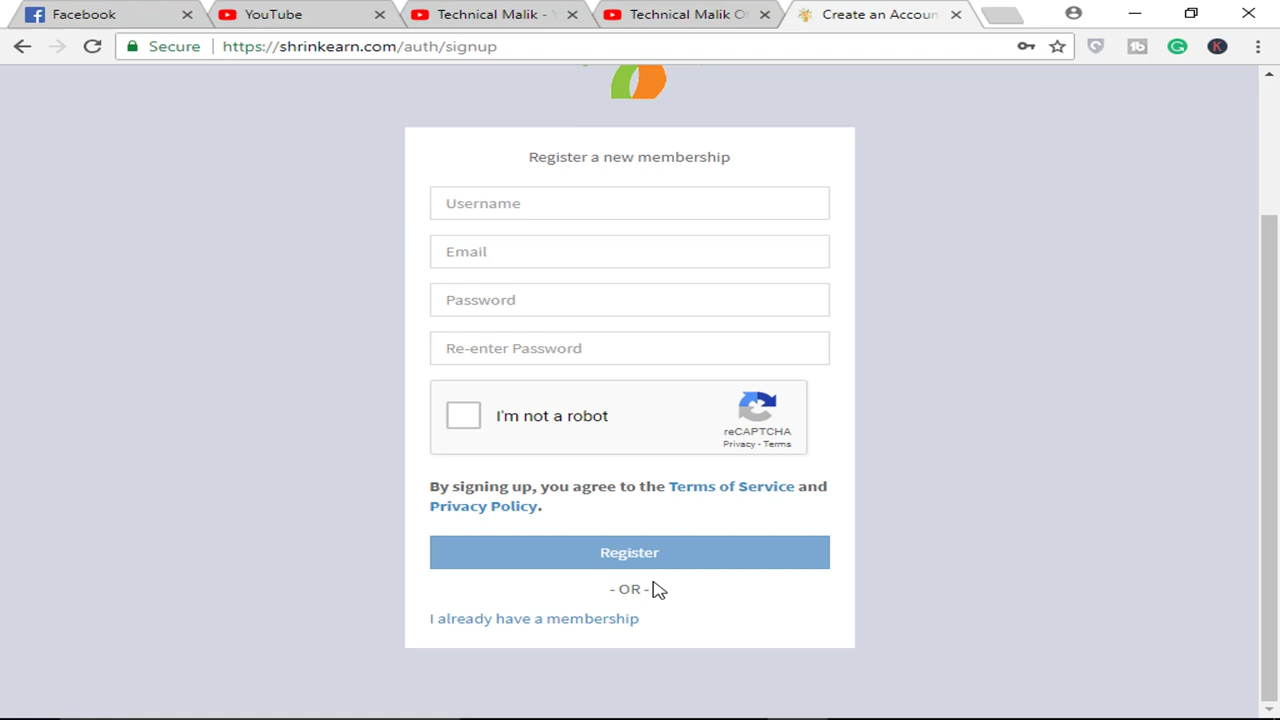 Facebook
YouTube
Technical Malik -
Technical Malik O
Create an Accoun
Secure
https://shrinkearn.com/auth/signup
Register a new membership
Username
Email
Password
Re-enter Password
I'm not a robot
reCAPTCHA
Privacy - Terms
By signing up, you agree to the Terms of Service and
Privacy Policy.
Register
- OR -
I already have a membership